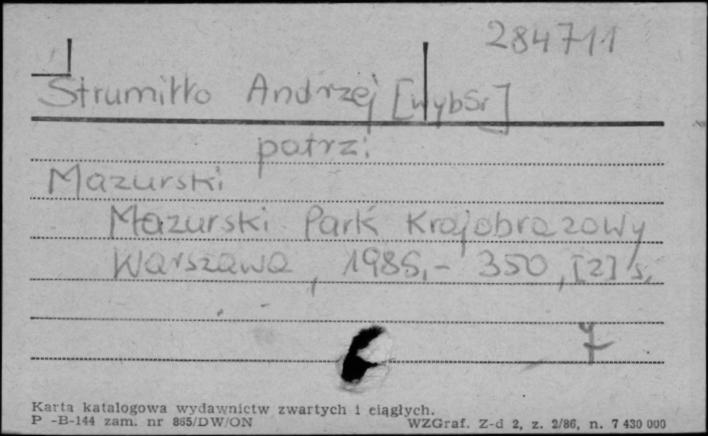 284711
Strumiłło Andrzej [wybór]
patrz:
Mazurski
Mazurski Park Krajobrazowy
Warszawa, 1985,- 350, [2] s.
7
Karta katalogowa wydawnictw zwartych i ciągłych.
P -B-144 zam. nr 865/DW/ON WZGraf. Z-d 2, z. 2/86, n. 7 430 000